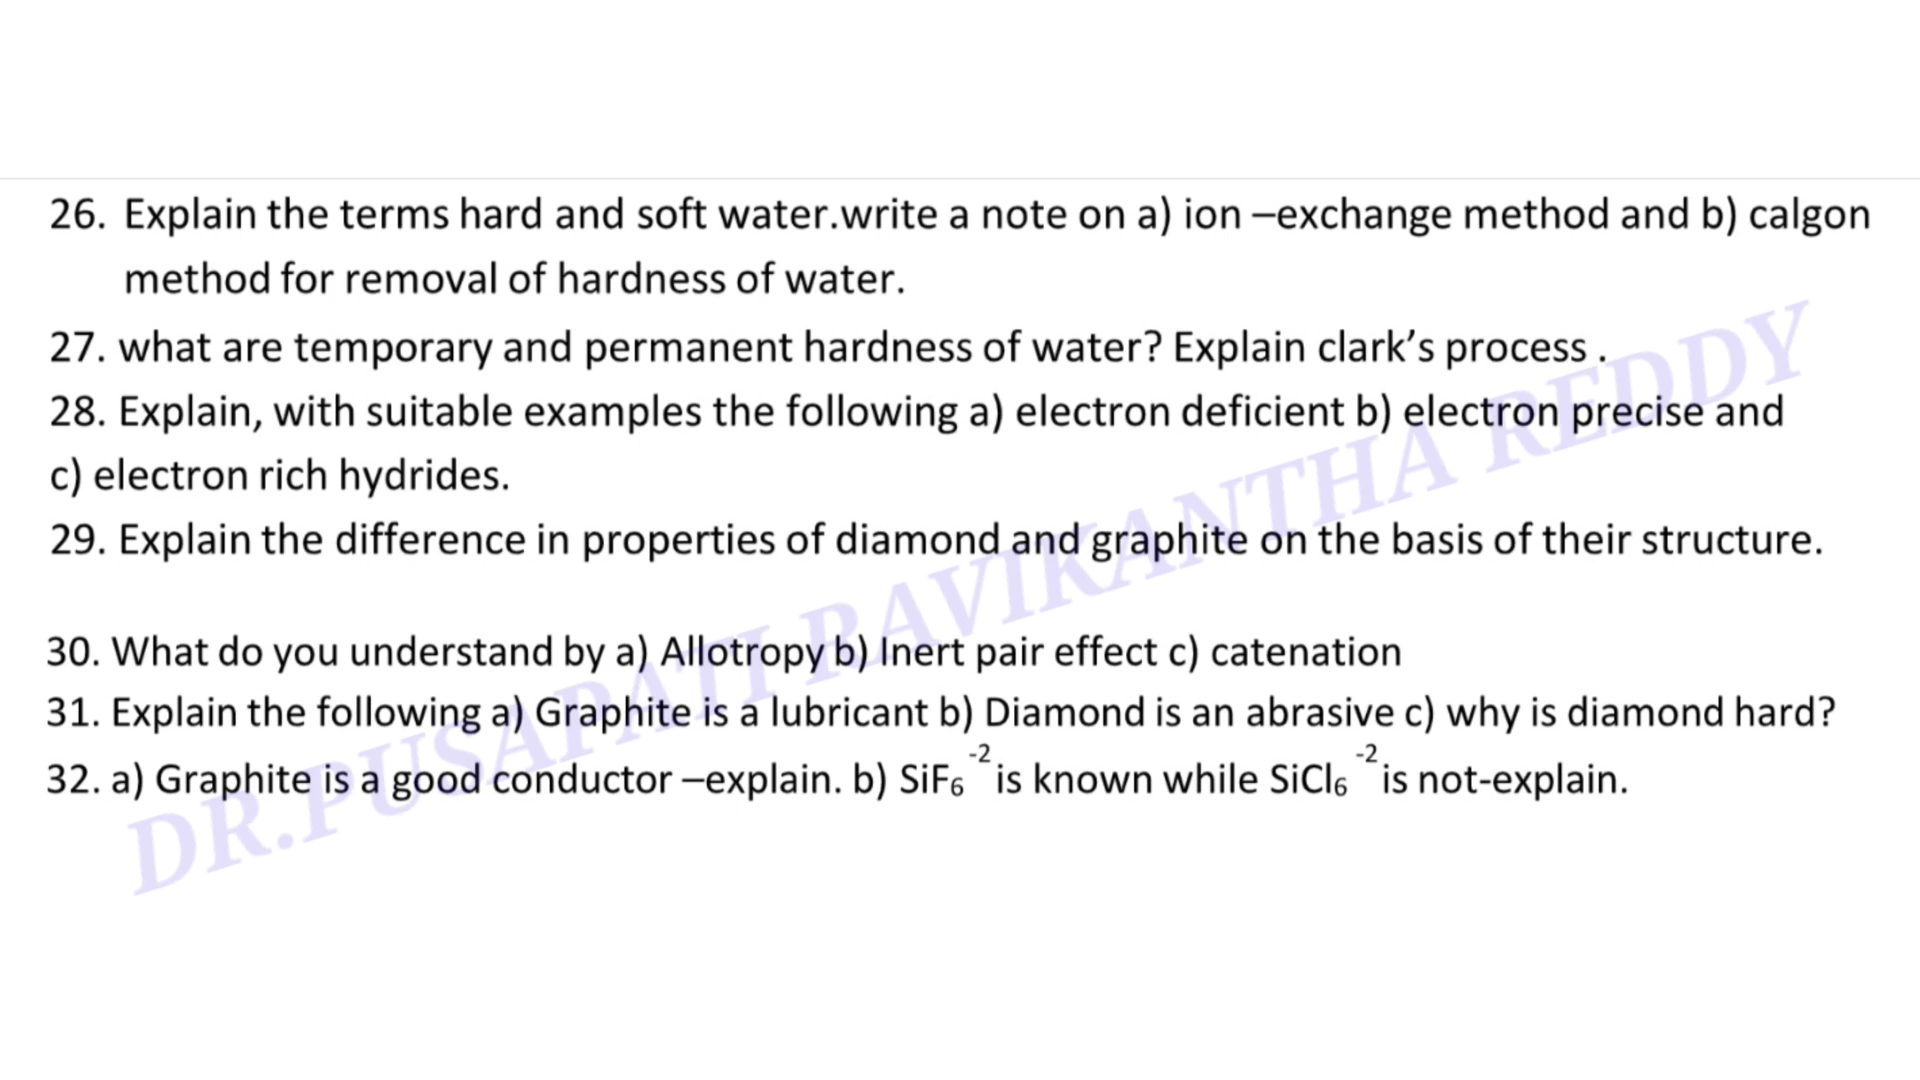 26. Explain the terms hard and soft water.write a note on a) ion –exchange method and b) calgon
method for removal of hardness of water.
27. what are temporary and permanent hardness of water? Explain clark’s process .
28. Explain, with suitable examples the following a) electron deficient b) electron precise and
c) electron rich hydrides.
29. Explain the difference in properties of diamond and graphite on the basis of their structure.
30. What do you understand by a) Allotropy b) Inert pair effect c) catenation
31. Explain the following a) Graphite is a lubricant b) Diamond is an abrasive c) why is diamond hard?
32. a) Graphite is a good conductor –explain. b) SiF₆⁻² is known while SiCl₆⁻² is not-explain.
DR.PUSAPATI RAVIKANTHA REDDY